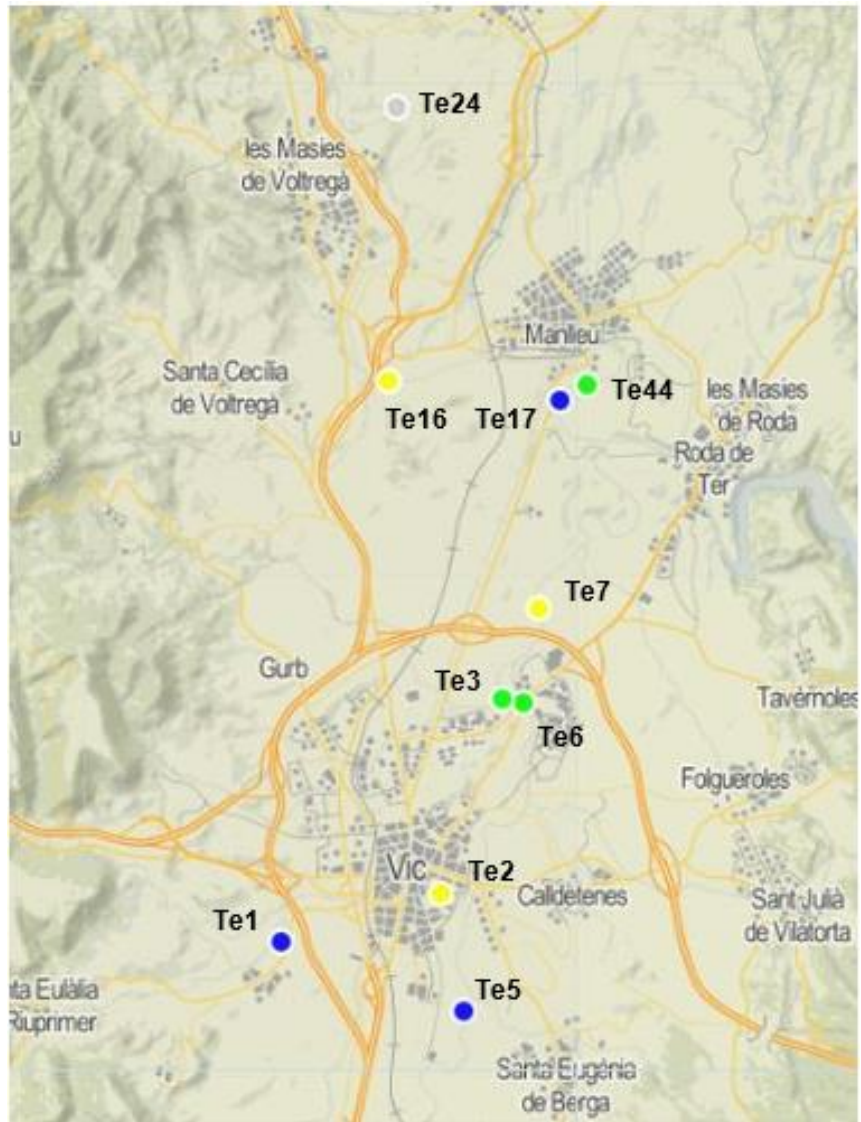 Te24
les Masies
de Voltregà
Manlleu
Santa Cecília
de Voltregà
Te16
Te17
Te44
les Masies
de Roda
Roda de
Ter
u
Te7
Gurb
Te3
Te6
Tavèrnoles
Folgueroles
Vic
Te2
Calldetenes
Sant Julià
de Vilatorta
Te1
nta Eulàlia
Riuprimer
Te5
Santa Eugènia
de Berga